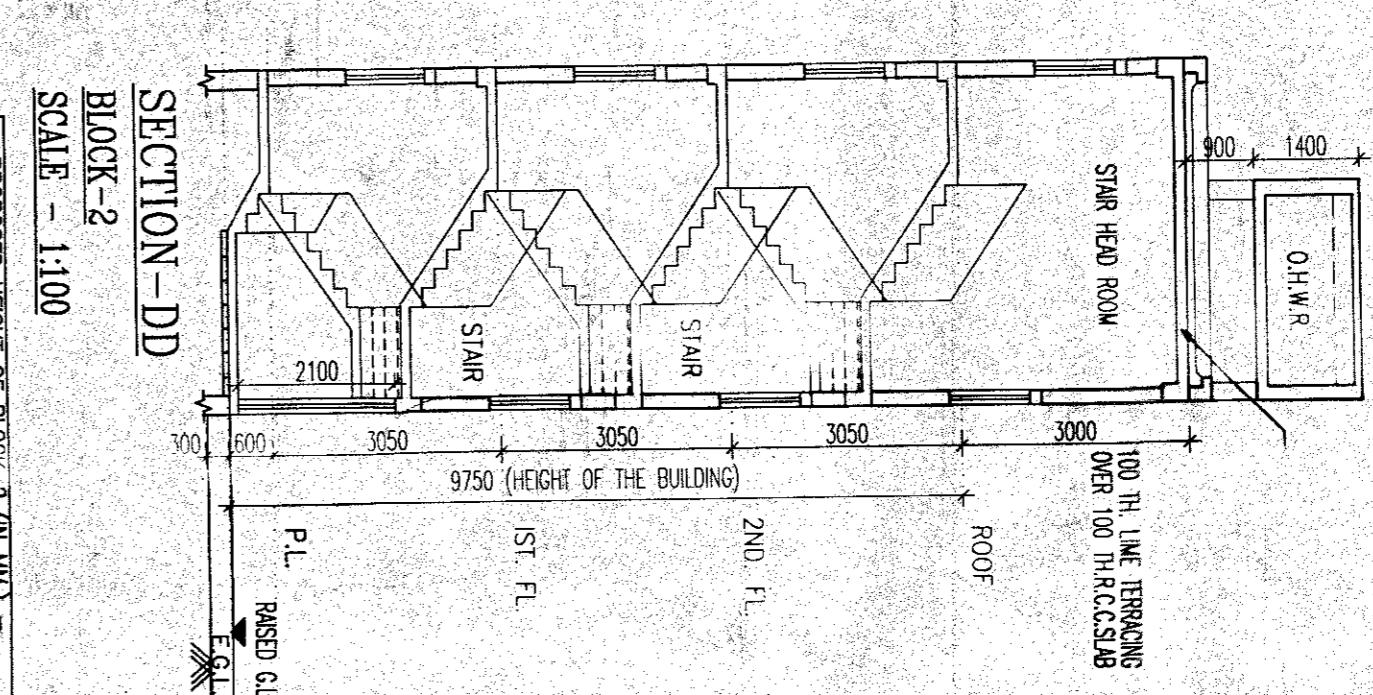 SECTION-DD
BLOCK-2
SCALE - 1:100
STAIR HEAD ROOM
O.H.W.R
900
1400
STAIR
STAIR
2100
300
600
3050
3050
3050
3000
9750 (HEIGHT OF THE BUILDING)
100 TH. LIME TERRACING
OVER 100 TH.R.C.C.SLAB
P.L.
1ST. FL.
2ND. FL.
ROOF
RAISED G.L
E.G.L.